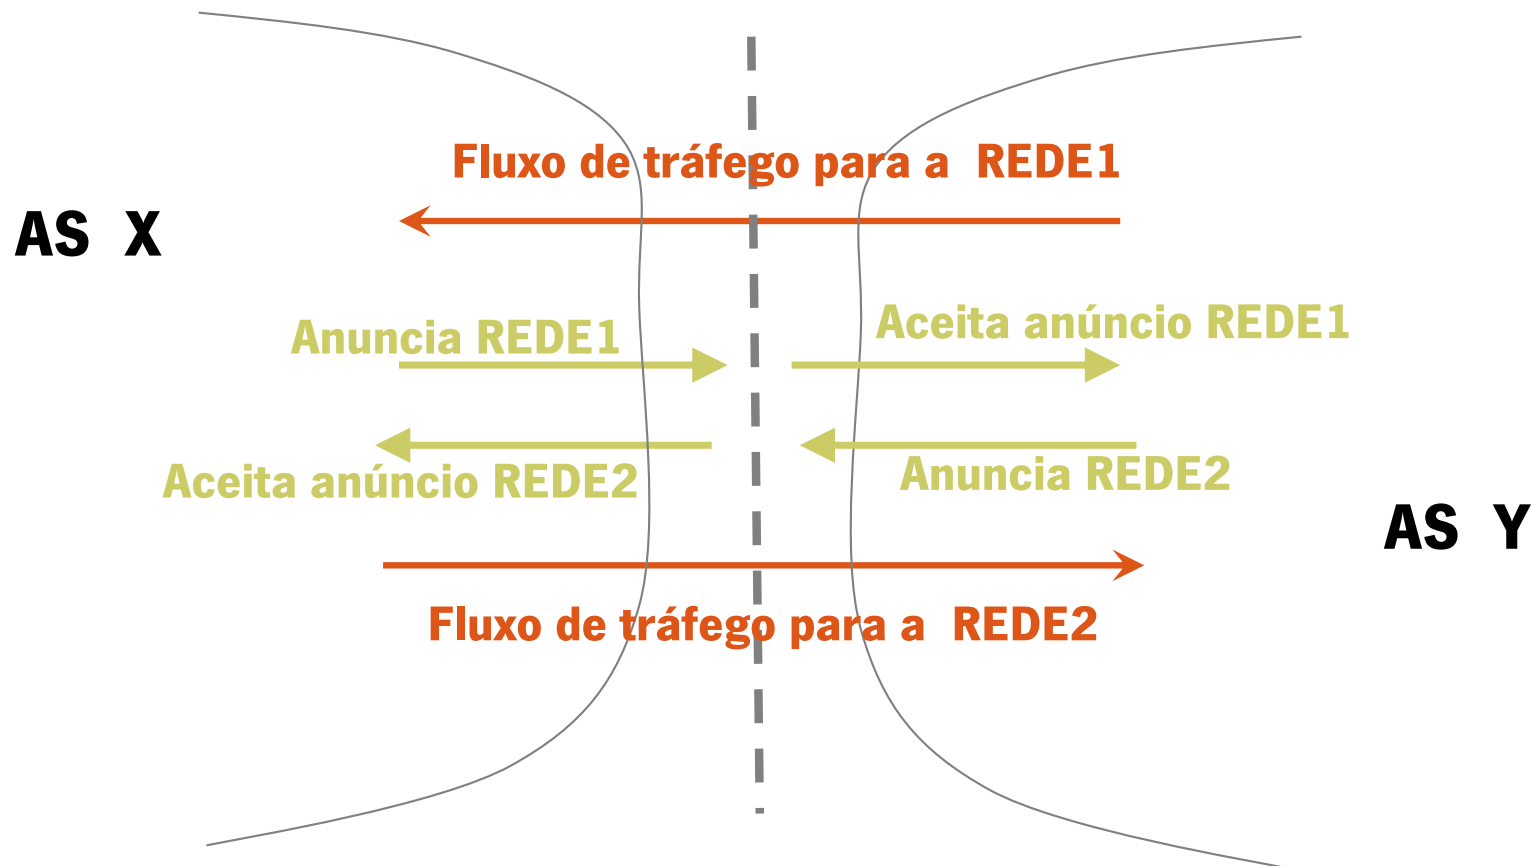 Fluxo de tráfego para a REDE1
AS X
Anuncia REDE1
Aceita anúncio REDE1
Aceita anúncio REDE2
Anuncia REDE2
AS Y
Fluxo de tráfego para a REDE2